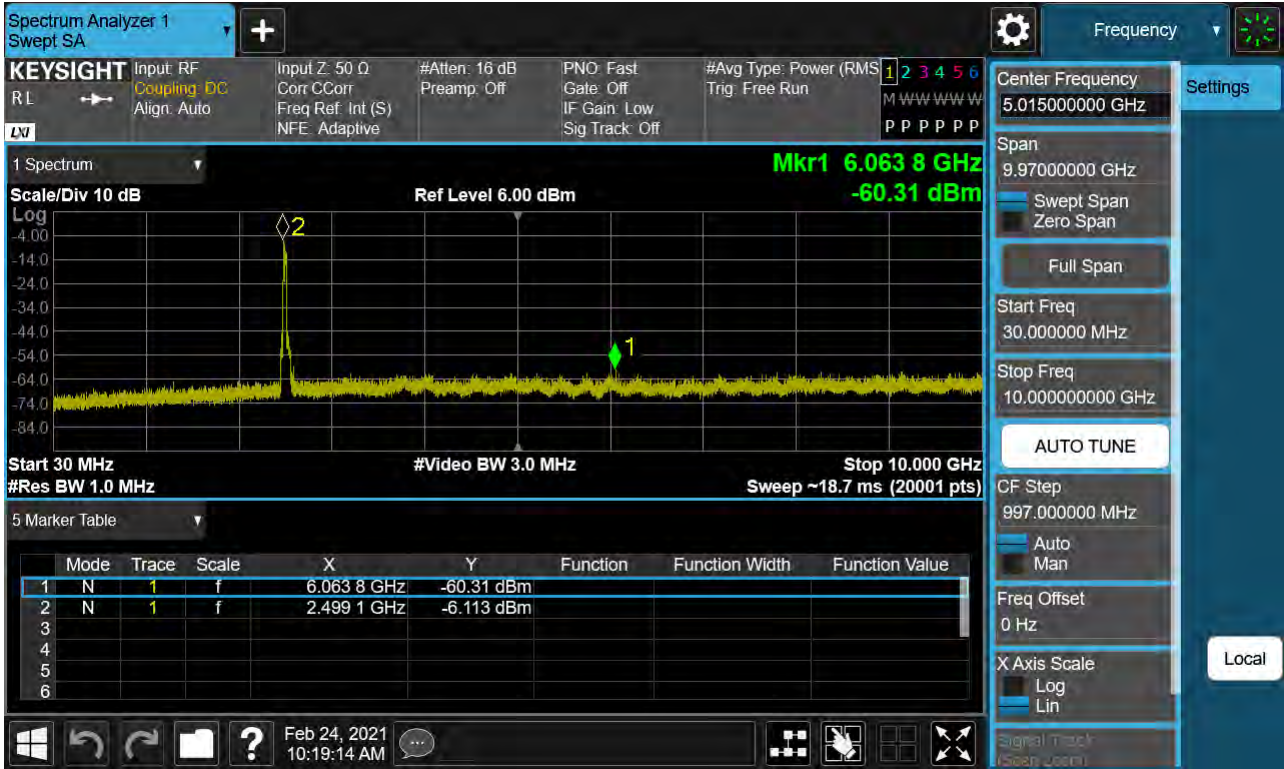 Spectrum Analyzer 1
Swept SA
Frequency
KEYSIGHT
RL
LXI
Input: RF
Coupling: DC
Align: Auto
Input Z: 50 Ω
Corr CCorr
Freq Ref: Int (S)
NFE: Adaptive
#Atten: 16 dB
Preamp: Off
PNO: Fast
Gate: Off
IF Gain: Low
Sig Track: Off
#Avg Type: Power (RMS
Trig: Free Run
1 2 3 4 5 6
M W W W W W
P P P P P P
1 Spectrum
Mkr1 6.063 8 GHz
Scale/Div 10 dB
Ref Level 6.00 dBm
-60.31 dBm
Log
-4.00
-14.0
-24.0
-34.0
-44.0
-54.0
-64.0
-74.0
-84.0
2
1
Start 30 MHz
#Video BW 3.0 MHz
Stop 10.000 GHz
#Res BW 1.0 MHz
Sweep ~18.7 ms (20001 pts)
5 Marker Table
Mode Trace Scale X Y Function Function Width Function Value
1 N 1 f 6.063 8 GHz -60.31 dBm
2 N 1 f 2.499 1 GHz -6.113 dBm
3
4
5
6
Feb 24, 2021
10:19:14 AM
Center Frequency
5.015000000 GHz
Settings
Span
9.97000000 GHz
Swept Span
Zero Span
Full Span
Start Freq
30.000000 MHz
Stop Freq
10.000000000 GHz
AUTO TUNE
CF Step
997.000000 MHz
Auto
Man
Freq Offset
0 Hz
X Axis Scale
Log
Lin
Signal Track
(Span Zoom)
Local